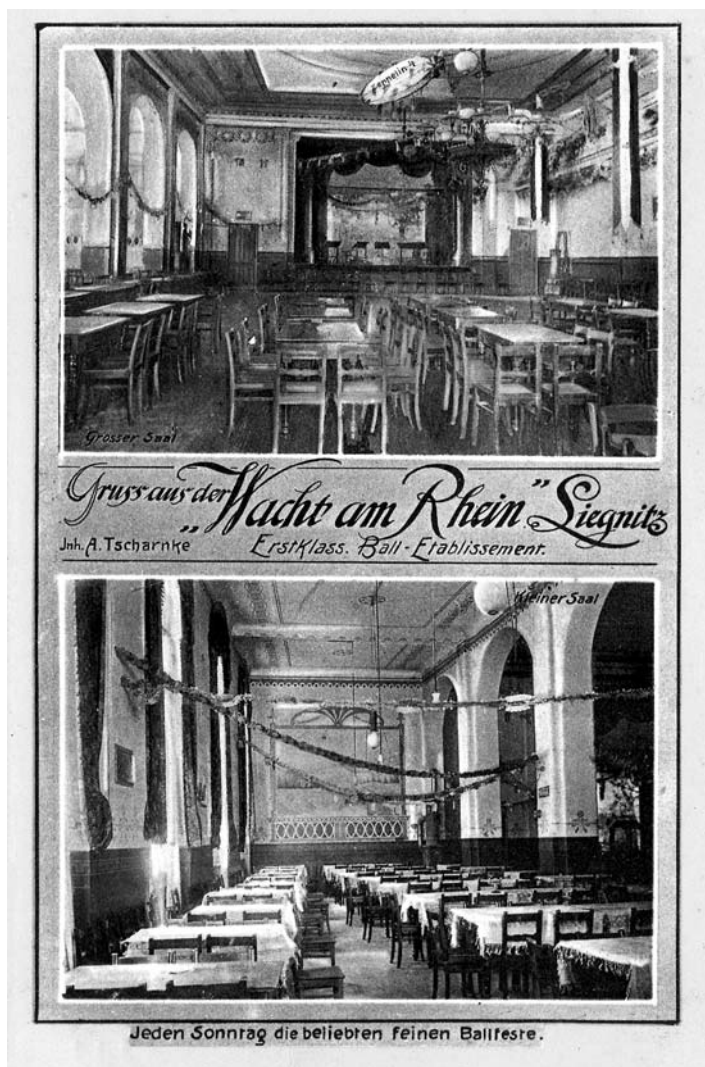 Zeppelin
Grosser Saal
Gruss aus der „Wacht am Rhein” Liegnitz
Inh. A. Tscharnke
Erstklass. Ball-Etablissement.
Kleiner Saal
Jeden Sonntag die beliebten feinen Ballfeste.